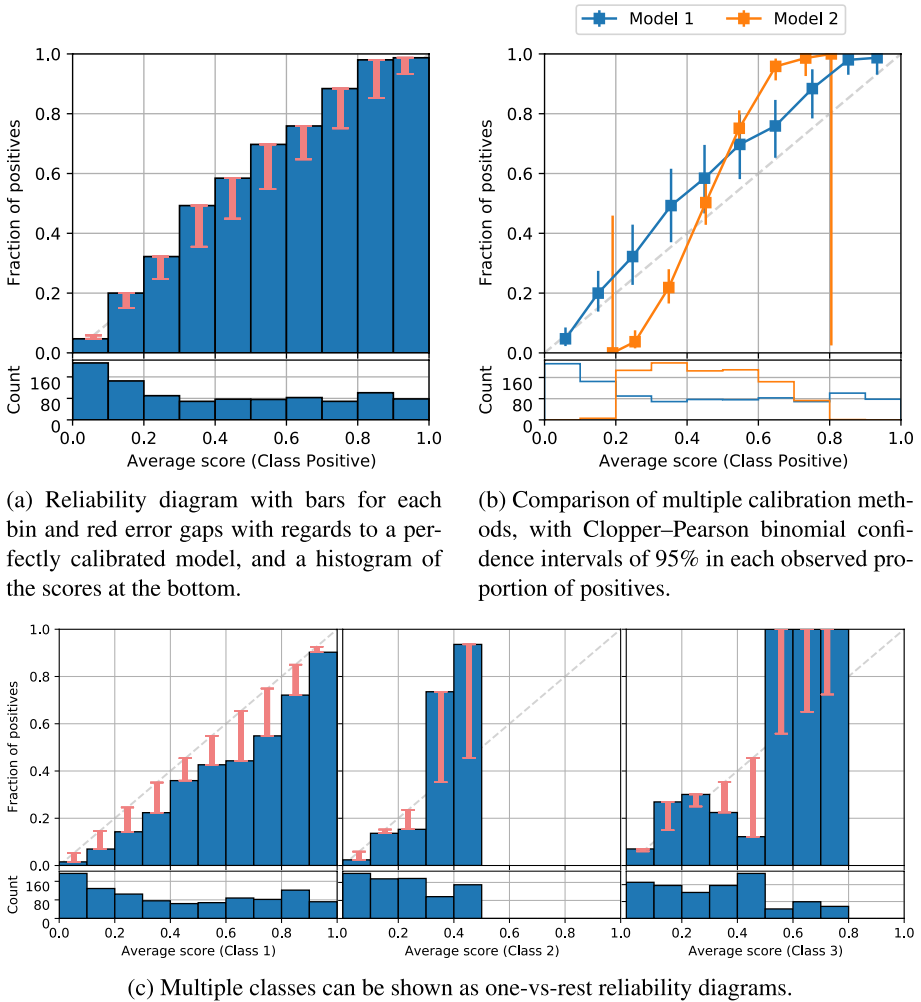 Model 1 Model 2
1.0
0.8
0.6
0.4
0.2
0.0
Fraction of positives
160
80
0
Count
0.0 0.2 0.4 0.6 0.8 1.0
Average score (Class Positive)
1.0
0.8
0.6
0.4
0.2
0.0
Fraction of positives
160
80
0
Count
0.0 0.2 0.4 0.6 0.8 1.0
Average score (Class Positive)
(a) Reliability diagram with bars for each
bin and red error gaps with regards to a per-
fectly calibrated model, and a histogram of
the scores at the bottom.
(b) Comparison of multiple calibration meth-
ods, with Clopper–Pearson binomial confi-
dence intervals of 95% in each observed pro-
portion of positives.
1.0
0.8
0.6
0.4
0.2
0.0
Fraction of positives
160
80
0
Count
0.0 0.2 0.4 0.6 0.8 1.0
Average score (Class 1)
0.2 0.4 0.6 0.8 1.0
Average score (Class 2)
0.2 0.4 0.6 0.8 1.0
Average score (Class 3)
(c) Multiple classes can be shown as one-vs-rest reliability diagrams.